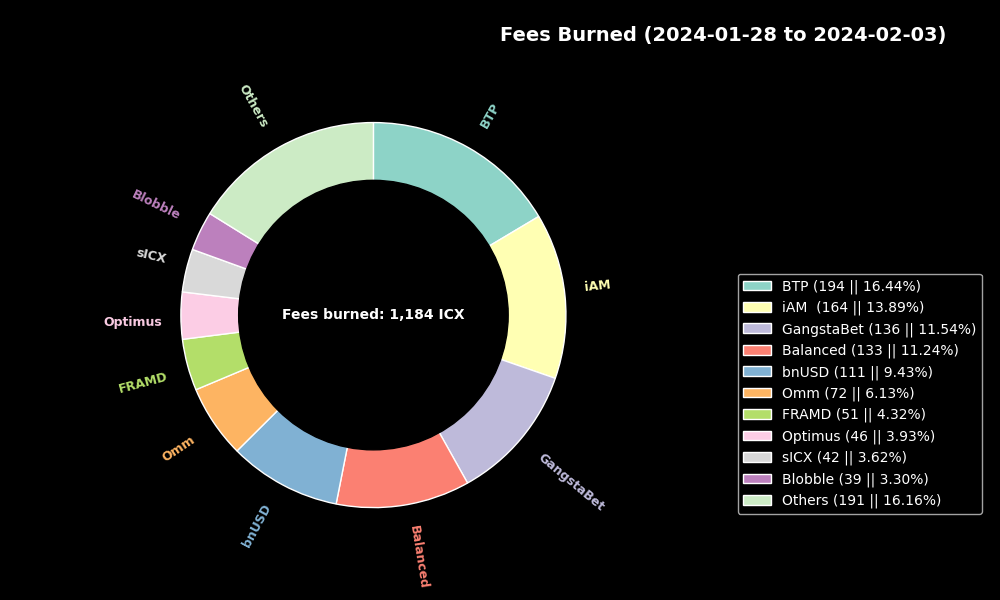 Fees Burned (2024-01-28 to 2024-02-03)
Others
BTP
Blobble
sICX
iAM
Optimus
Fees burned: 1,184 ICX
FRAMD
Omm
GangstaBet
bnUSD
Balanced
BTP (194 || 16.44%)
iAM  (164 || 13.89%)
GangstaBet (136 || 11.54%)
Balanced (133 || 11.24%)
bnUSD (111 || 9.43%)
Omm (72 || 6.13%)
FRAMD (51 || 4.32%)
Optimus (46 || 3.93%)
sICX (42 || 3.62%)
Blobble (39 || 3.30%)
Others (191 || 16.16%)